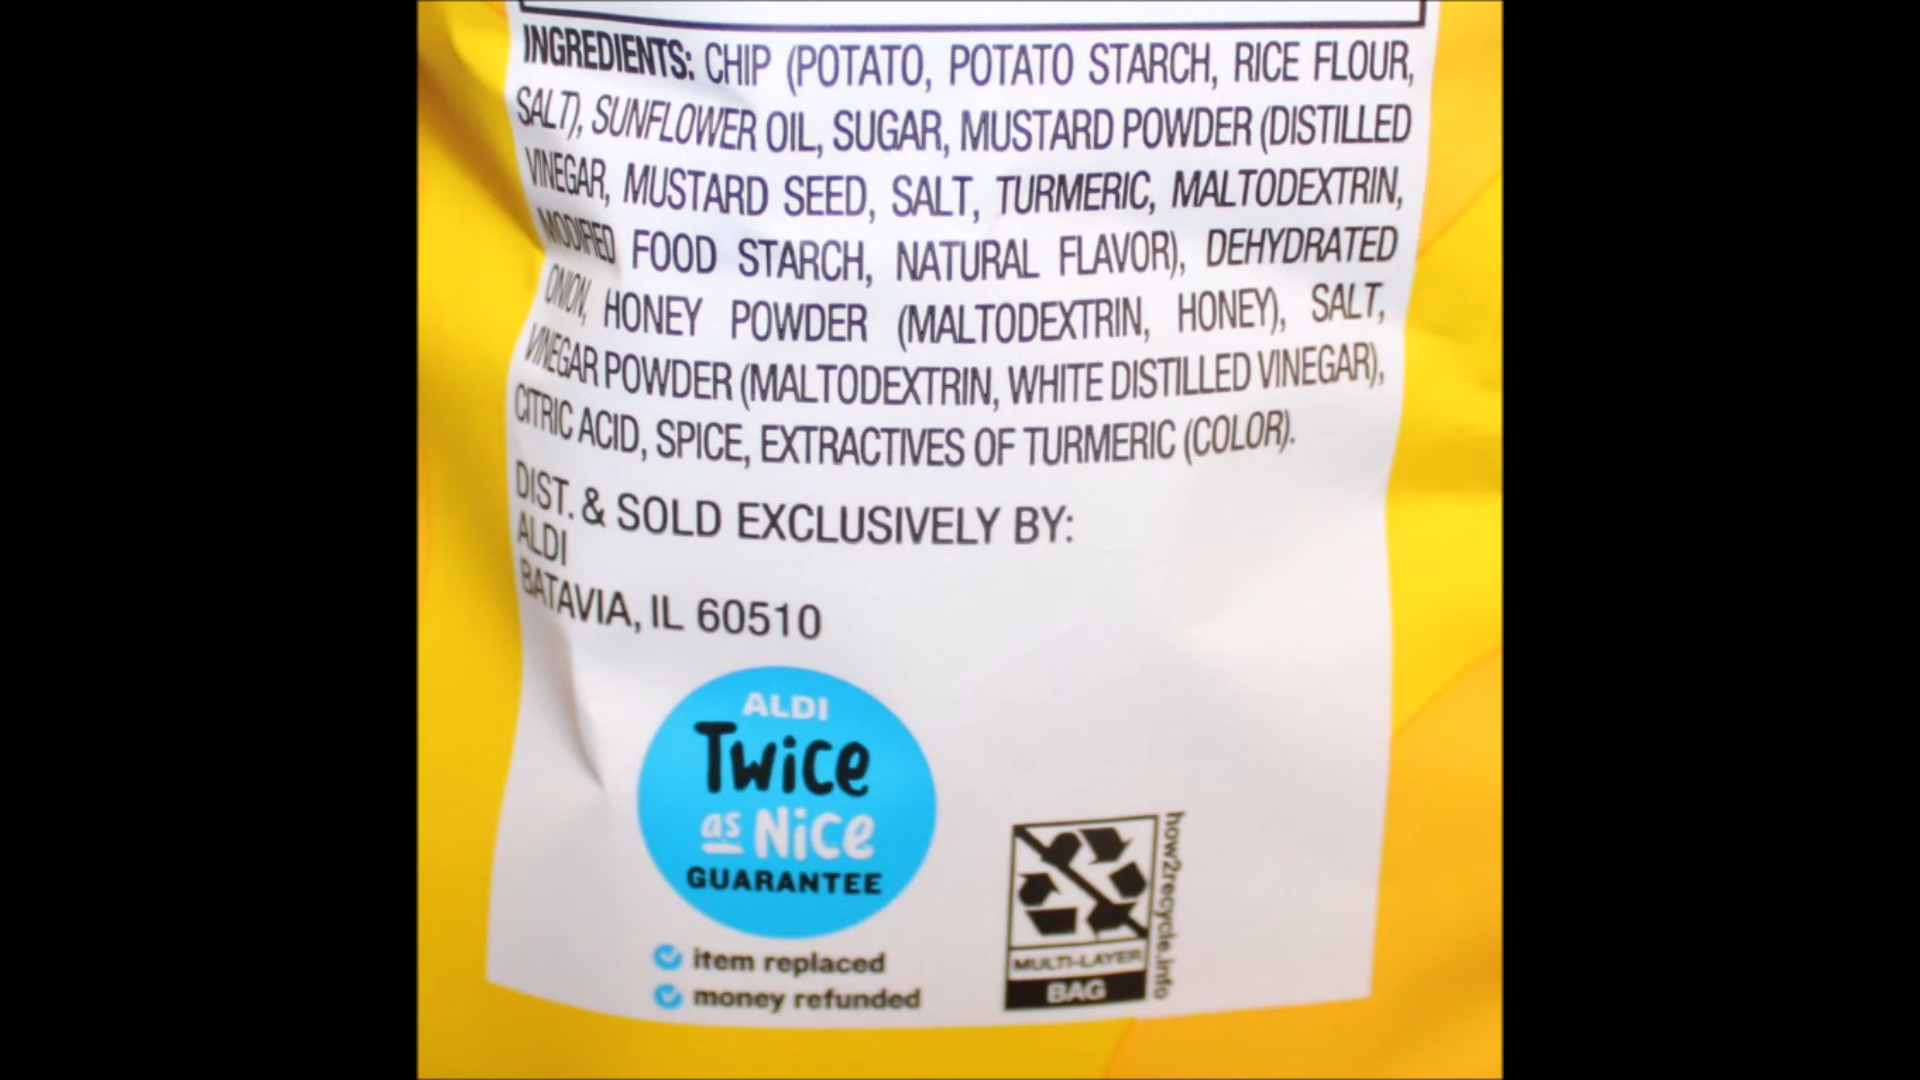 INGREDIENTS: CHIP (POTATO, POTATO STARCH, RICE FLOUR,
SALT), SUNFLOWER OIL, SUGAR, MUSTARD POWDER (DISTILLED
VINEGAR, MUSTARD SEED, SALT, TURMERIC, MALTODEXTRIN,
MODIFIED FOOD STARCH, NATURAL FLAVOR), DEHYDRATED
ONION, HONEY POWDER (MALTODEXTRIN, HONEY), SALT,
VINEGAR POWDER (MALTODEXTRIN, WHITE DISTILLED VINEGAR),
CITRIC ACID, SPICE, EXTRACTIVES OF TURMERIC (COLOR).
DIST. & SOLD EXCLUSIVELY BY:
ALDI
BATAVIA, IL 60510
ALDI
Twice
as Nice
GUARANTEE
item replaced
money refunded
MULTI-LAYER
BAG
how2recycle.info